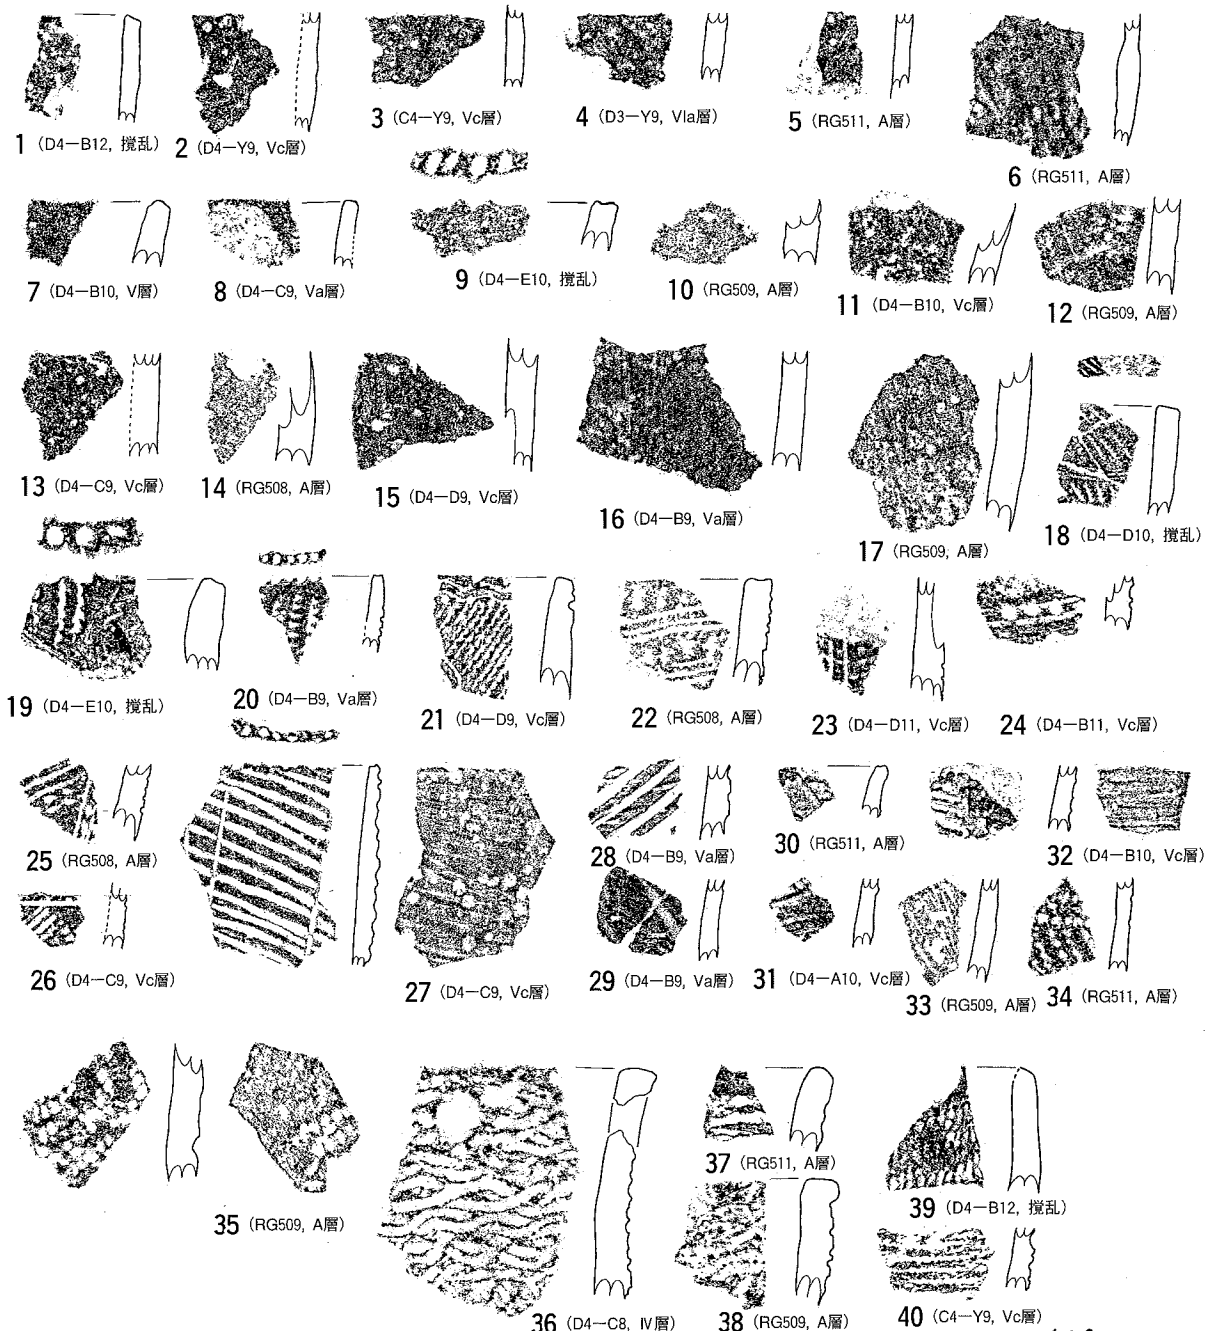 1 (D4—B12, 撹乱)
2 (D4—Y9, Vc層)
3 (C4—Y9, Vc層)
4 (D3—Y9, VIa層)
5 (RG511, A層)
6 (RG511, A層)
7 (D4—B10, V層)
8 (D4—C9, Va層)
9 (D4—E10, 撹乱)
10 (RG509, A層)
11 (D4—B10, Vc層)
12 (RG509, A層)
13 (D4—C9, Vc層)
14 (RG508, A層)
15 (D4—D9, Vc層)
16 (D4—B9, Va層)
17 (RG509, A層)
18 (D4—D10, 撹乱)
19 (D4—E10, 撹乱)
20 (D4—B9, Va層)
21 (D4—D9, Vc層)
22 (RG508, A層)
23 (D4—D11, Vc層)
24 (D4—B11, Vc層)
25 (RG508, A層)
26 (D4—C9, Vc層)
27 (D4—C9, Vc層)
28 (D4—B9, Va層)
29 (D4—B9, Va層)
30 (RG511, A層)
31 (D4—A10, Vc層)
32 (D4—B10, Vc層)
33 (RG509, A層)
34 (RG511, A層)
35 (RG509, A層)
36 (D4—C8, IV層)
37 (RG511, A層)
38 (RG509, A層)
39 (D4—B12, 撹乱)
40 (C4—Y9, Vc層)